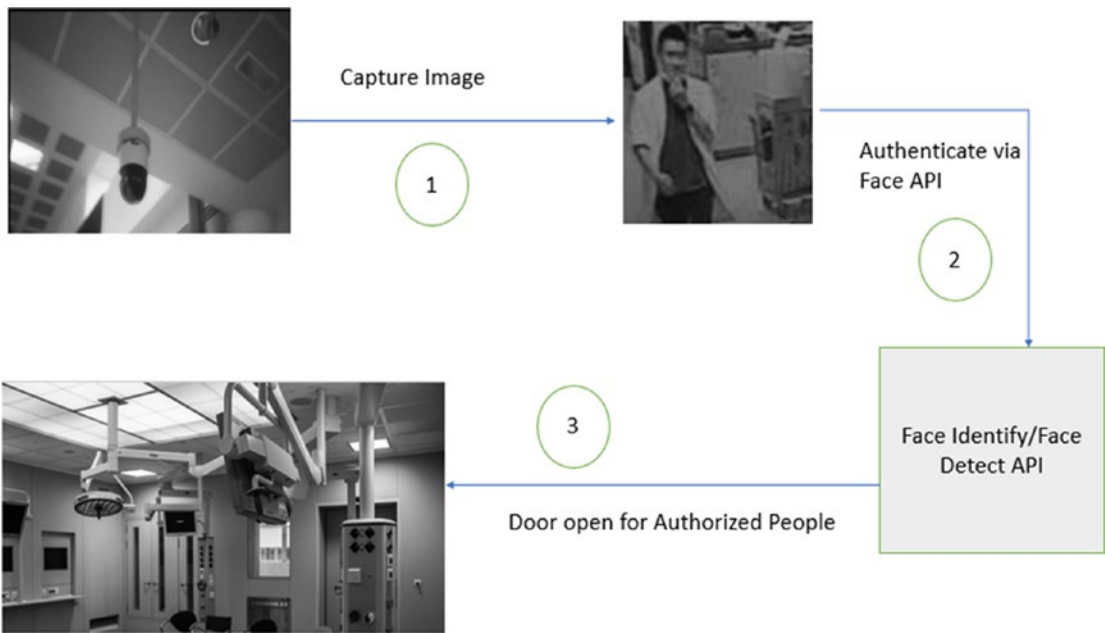 Capture Image
1
Authenticate via
Face API
2
Face Identify/Face
Detect API
3
Door open for Authorized People